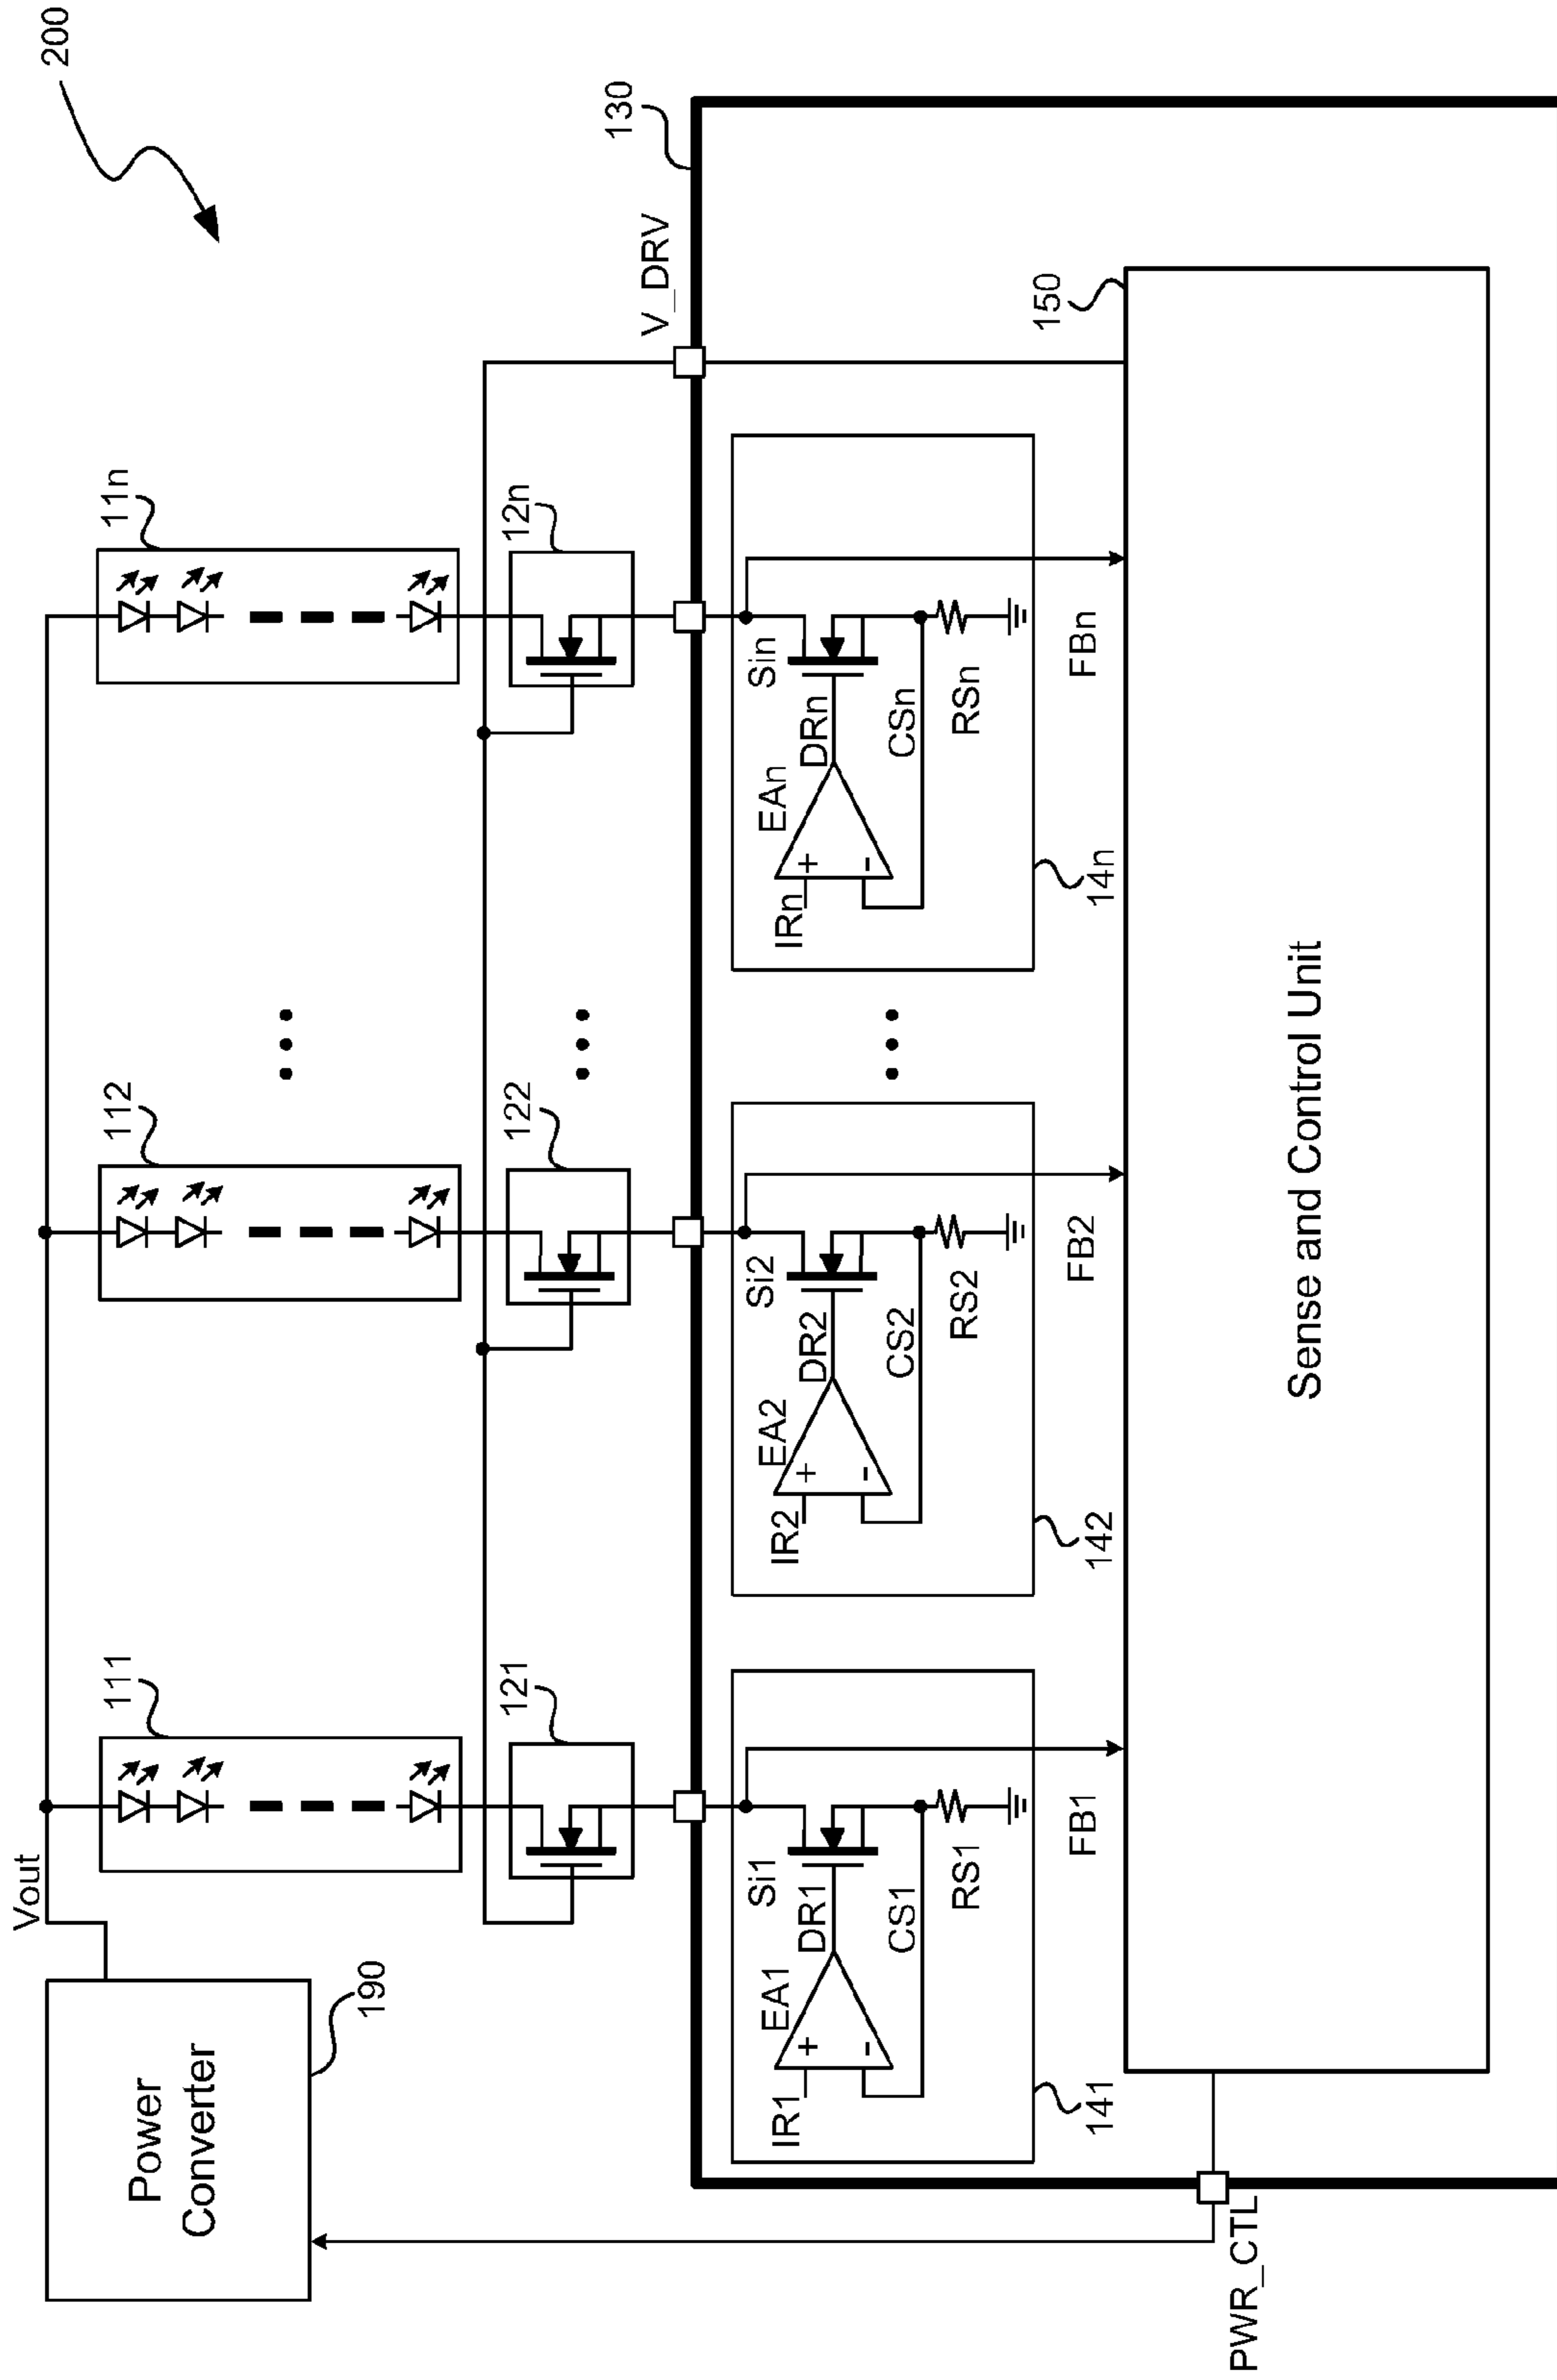 200
Vout
Power
Converter
190
111
112
11n
121
122
12n
V_DRV
130
Si1
EA1
+
-
IR1
DR1
CS1
RS1
141
FB1
Si2
EA2
+
-
IR2
DR2
CS2
RS2
142
FB2
Sin
EAn
+
-
IRn
DRn
CSn
RSn
14n
FBn
150
Sense and Control Unit
PWR_CTL